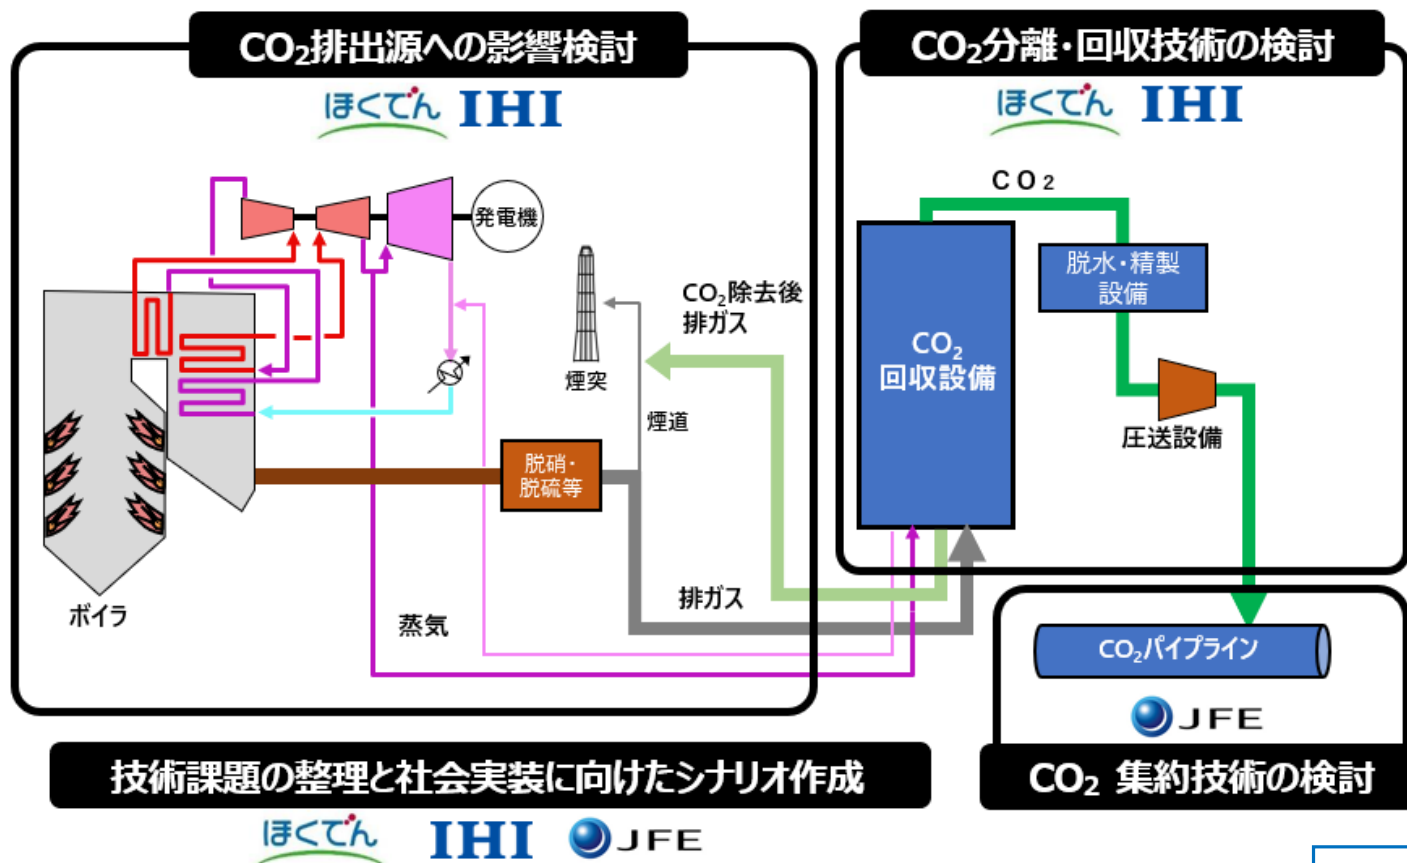 CO₂排出源への影響検討
ほくでん IHI
発電機
煙突
煙道
CO₂除去後
排ガス
脱硝・
脱硫等
ボイラ
蒸気
排ガス
CO₂分離・回収技術の検討
ほくでん IHI
CO₂
CO₂
回収設備
脱水・精製
設備
圧送設備
CO₂パイプライン
JFE
CO₂ 集約技術の検討
技術課題の整理と社会実装に向けたシナリオ作成
ほくでん IHI JFE